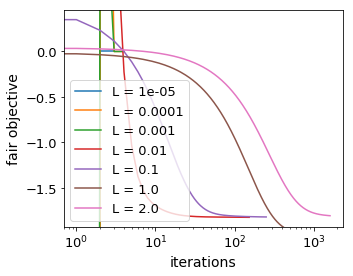 fair objective
0.0
−0.5
−1.0
−1.5
L = 1e-05
L = 0.0001
L = 0.001
L = 0.01
L = 0.1
L = 1.0
L = 2.0
10⁰
10¹
10²
10³
iterations